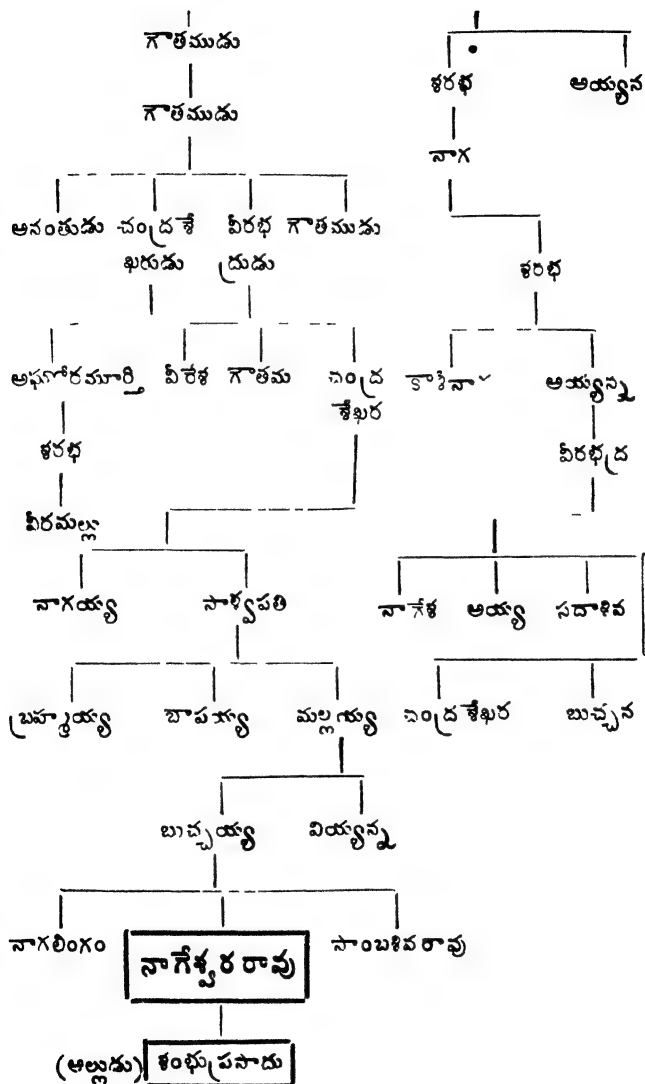 గౌతముడు
శరభ అయ్యన
గౌతముడు
నాగ
అనంతుడు చంద్రశే వీరభ గౌతముడు
ఖరుడు ద్రుడు
శరభ
అఘోరమూర్తి వీరేశ గౌతమ చంద్ర అయ్యన్న
శేఖర
శరభ వీరభద్ర
వీరమల్లు
నాగయ్య సాళ్వపతి నాగేశ అయ్య సదాశివ
బ్రహ్మయ్య బాపయ్య మల్లయ్య చంద్రశేఖర బుచ్చన
బుచ్చయ్య వియ్యన్న
నాగలింగం నాగేశ్వరరావు సాంబశివరావు
(అల్లుడు) శంభుప్రసాదు